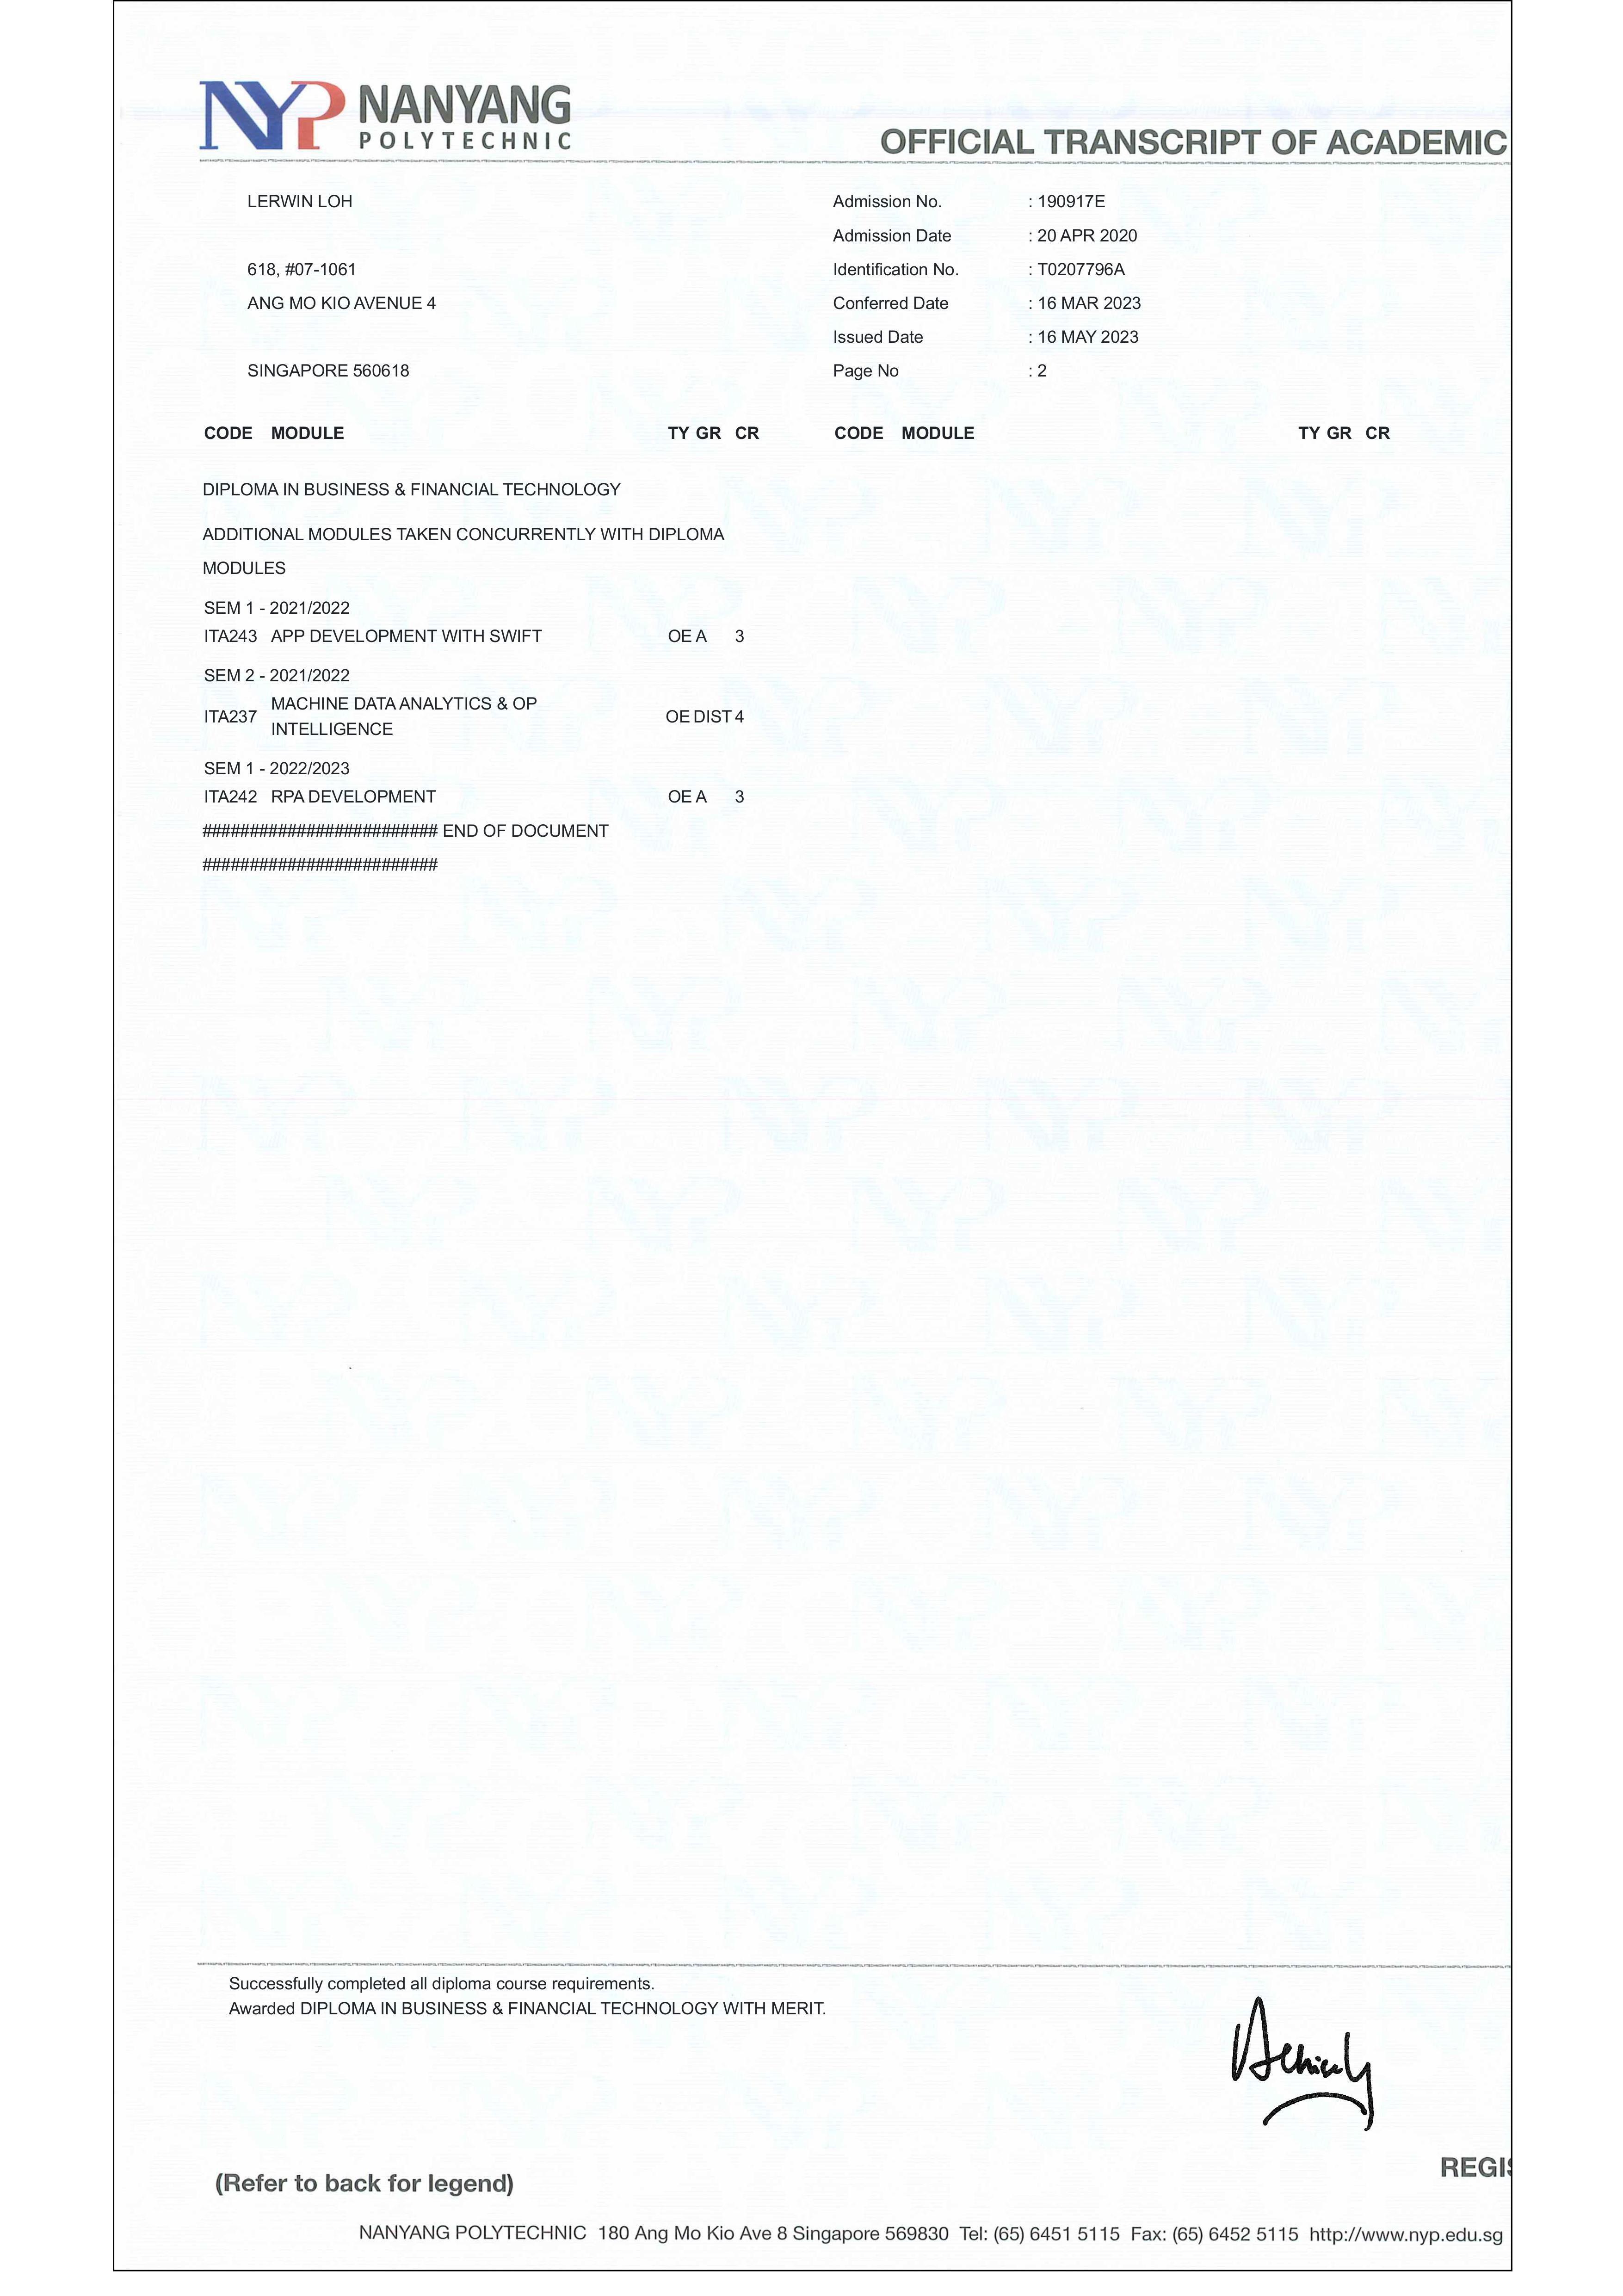 NYP NANYANG
POLYTECHNIC
OFFICIAL TRANSCRIPT OF ACADEMIC
LERWIN LOH
618, #07-1061
ANG MO KIO AVENUE 4
SINGAPORE 560618
Admission No. : 190917E
Admission Date : 20 APR 2020
Identification No. : T0207796A
Conferred Date : 16 MAR 2023
Issued Date : 16 MAY 2023
Page No : 2
CODE MODULE TY GR CR CODE MODULE TY GR CR
DIPLOMA IN BUSINESS & FINANCIAL TECHNOLOGY
ADDITIONAL MODULES TAKEN CONCURRENTLY WITH DIPLOMA
MODULES
SEM 1 - 2021/2022
ITA243 APP DEVELOPMENT WITH SWIFT OE A 3
SEM 2 - 2021/2022
ITA237 MACHINE DATA ANALYTICS & OP
INTELLIGENCE OE DIST 4
SEM 1 - 2022/2023
ITA242 RPA DEVELOPMENT OE A 3
######################### END OF DOCUMENT
#########################
Successfully completed all diploma course requirements.
Awarded DIPLOMA IN BUSINESS & FINANCIAL TECHNOLOGY WITH MERIT.
REGIS
(Refer to back for legend)
NANYANG POLYTECHNIC 180 Ang Mo Kio Ave 8 Singapore 569830 Tel: (65) 6451 5115 Fax: (65) 6452 5115 http://www.nyp.edu.sg